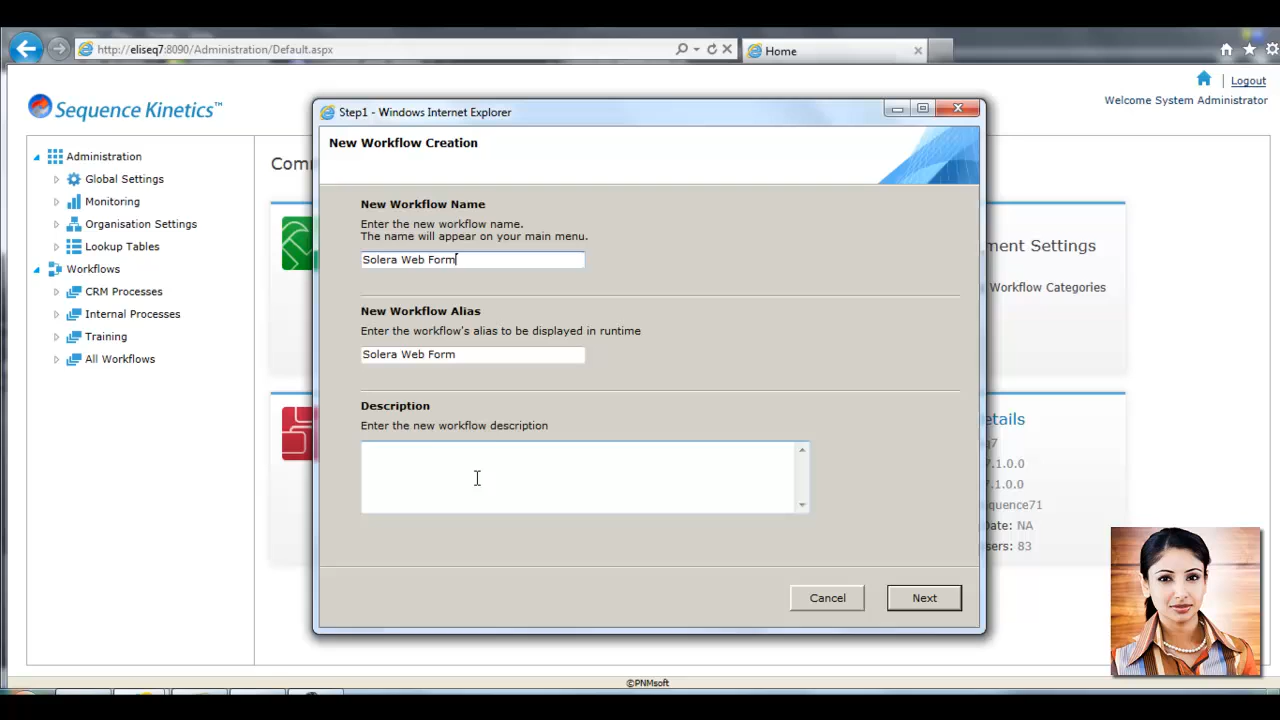 http://eliseq7:8090/Administration/Default.aspx
Home
Logout
Welcome System Administrator
Sequence Kinetics™
Administration
Global Settings
Monitoring
Organisation Settings
Lookup Tables
Workflows
CRM Processes
Internal Processes
Training
All Workflows
Com
Step1 - Windows Internet Explorer
New Workflow Creation
New Workflow Name
Enter the new workflow name.
The name will appear on your main menu.
Solera Web Form
New Workflow Alias
Enter the workflow's alias to be displayed in runtime
Solera Web Form
Description
Enter the new workflow description
Cancel
Next
ment Settings
Workflow Categories
etails
q7
7.1.0.0
7.1.0.0
quence71
Date: NA
sers: 83
©PNMsoft